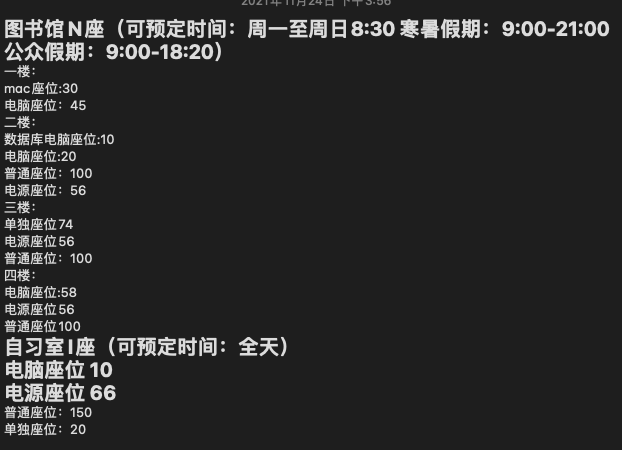 2021年11月24日 下午3:56
图书馆N座（可预定时间：周一至周日8:30 寒暑假期：9:00-21:00
公众假期：9:00-18:20）
一楼：
mac座位:30
电脑座位：45
二楼：
数据库电脑座位:10
电脑座位:20
普通座位：100
电源座位：56
三楼：
单独座位74
电源座位56
普通座位：100
四楼：
电脑座位:58
电源座位56
普通座位100
自习室I座（可预定时间：全天）
电脑座位 10
电源座位 66
普通座位：150
单独座位：20